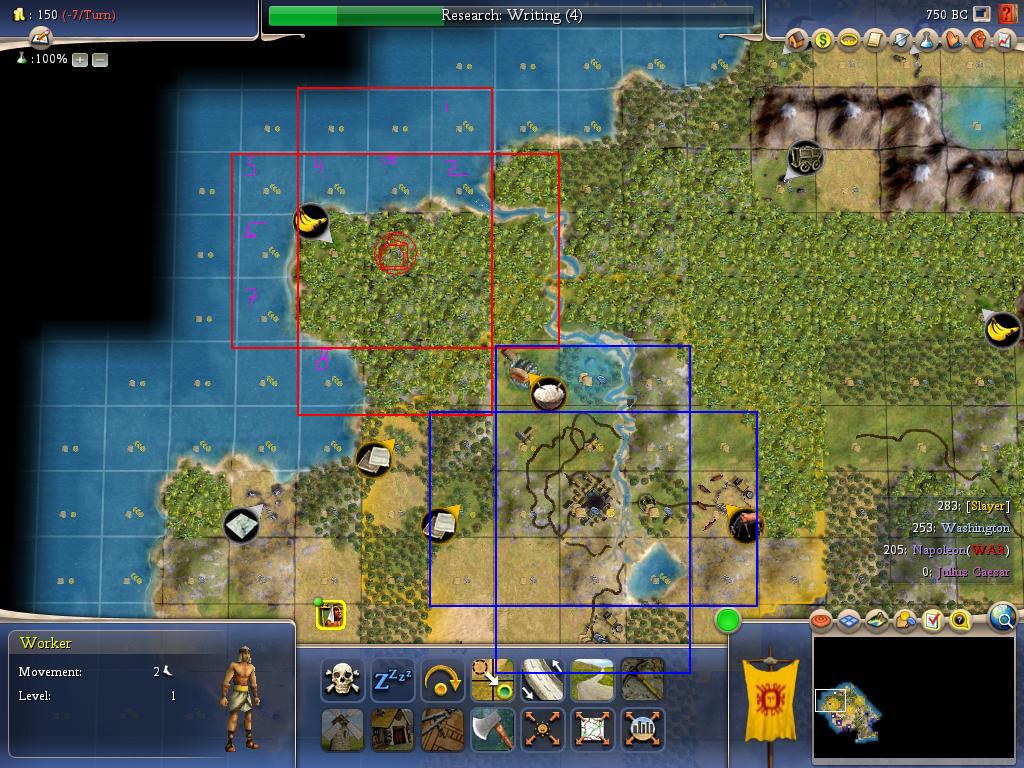 : 150 (-7/Turn)
Research: Writing (4)
750 BC
:100%
1
5
4
2
6
7
8
283: [Slayer]
253: Washington
205: Napoleon(WAR)
0: Julius Caesar
Worker
Movement: 2
Level: 1
Z Z Z Z